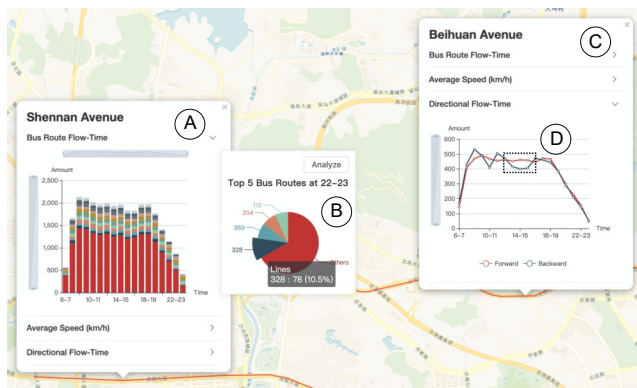 Shennan Avenue
A
Bus Route Flow-Time
Amount
2,500
2,000
1,500
1,000
500
0
6–7
10–11
14–15
18–19
22–23
Time
Average Speed (km/h)
Directional Flow-Time
Analyze
Top 5 Bus Routes at 22–23
B
113
204
369
328
Others
Lines
328 : 78 (10.5%)
Beihuan Avenue
C
Bus Route Flow-Time
Average Speed (km/h)
Directional Flow-Time
D
Amount
600
500
400
300
200
100
0
6–7
10–11
14–15
18–19
22–23
Time
Forward
Backward